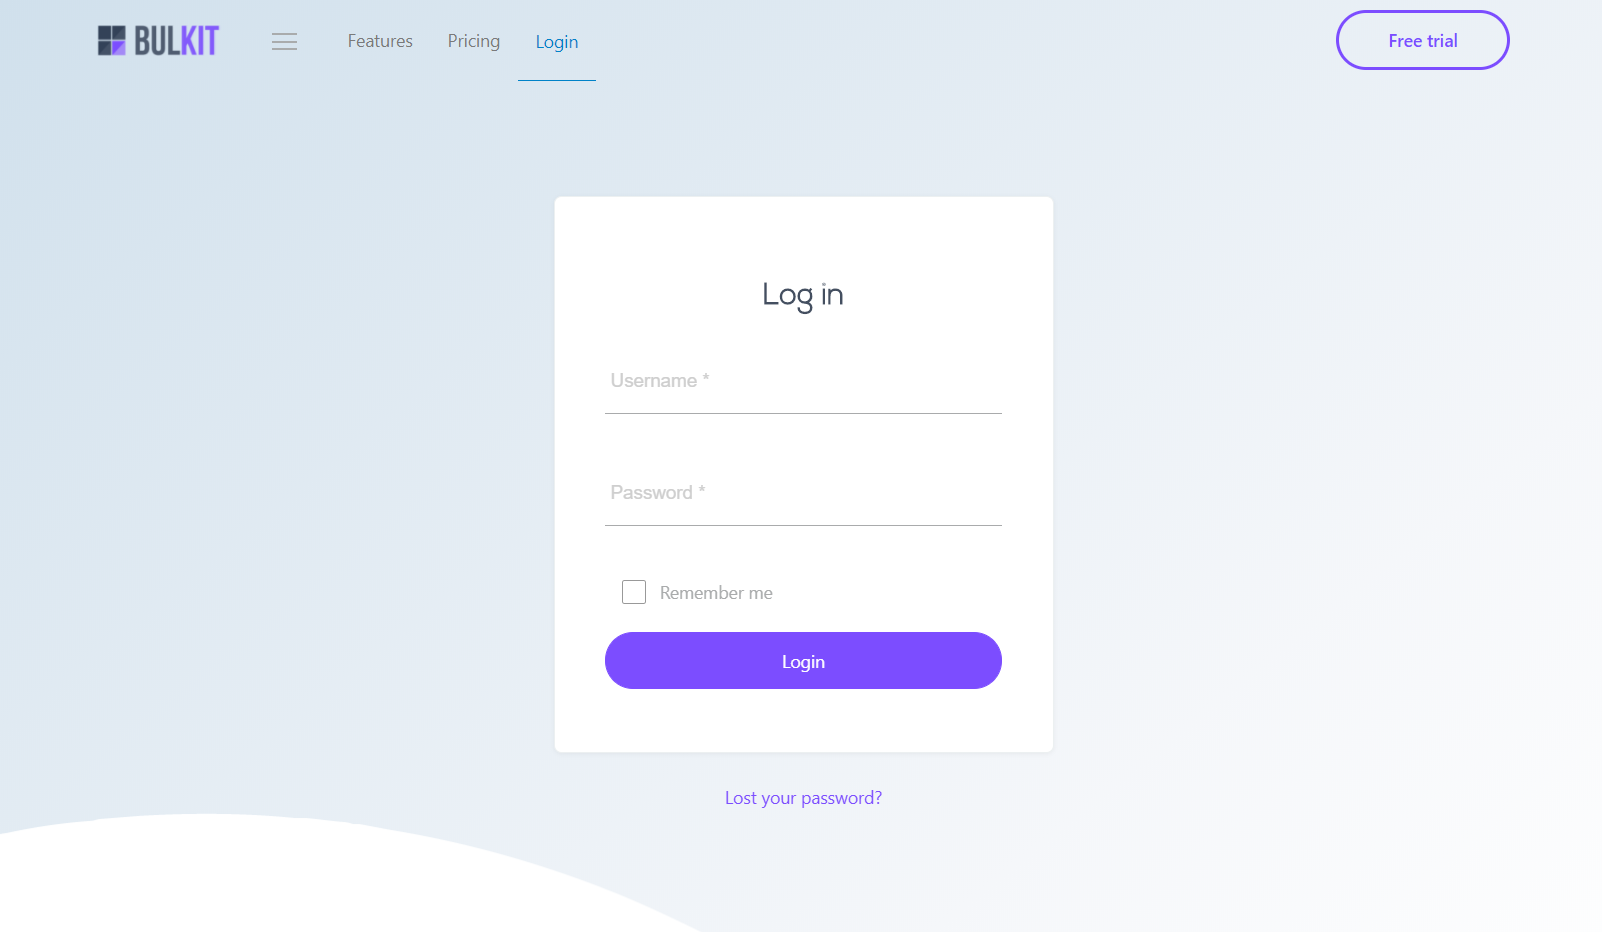 BULKIT
Features
Pricing
Login
Free trial
Log in
Username *
Password *
Remember me
Login
Lost your password?